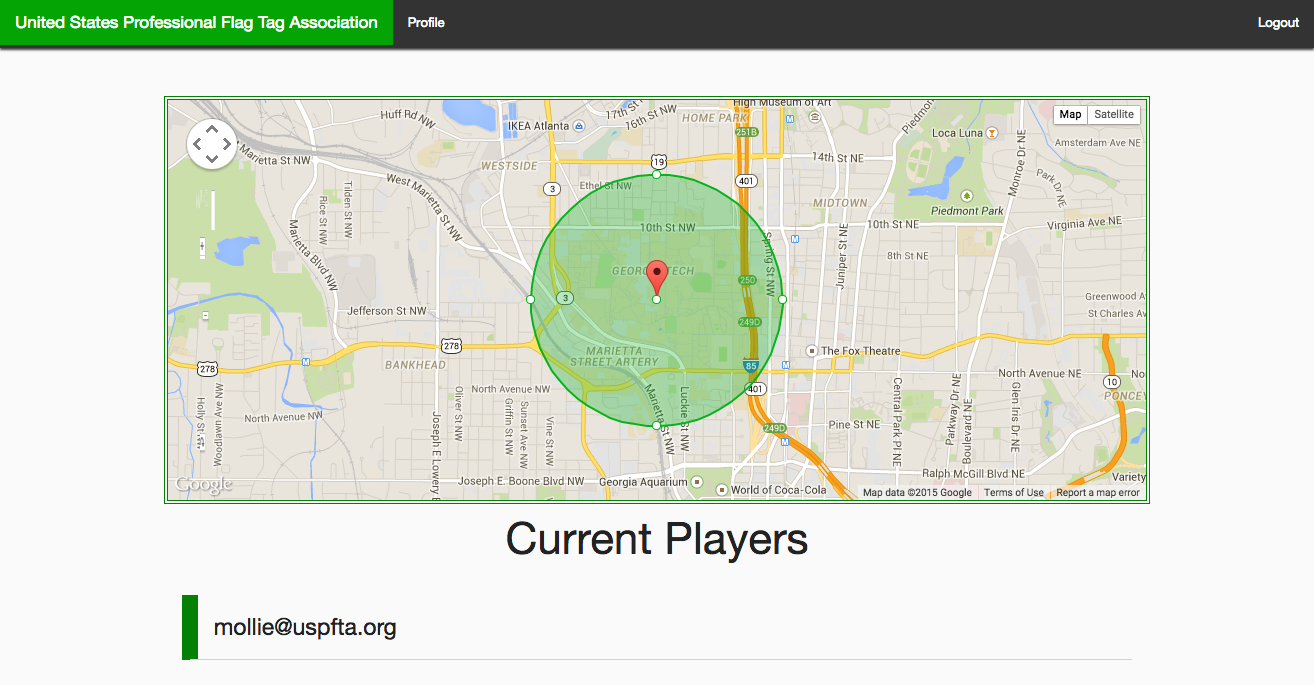 United States Professional Flag Tag Association
Profile
Logout
Map
Satellite
Huff Rd NW
17th St NW
16th St NW
High Museum of Art
HOME PARK
251B
Piedmont
IKEA Atlanta
Loca Luna
Marietta St NW
WESTSIDE
19
14th St NE
Amsterdam Ave NE
Monroe Dr NE
West Marietta St NW
3
Ethel St NW
401
Park Dr NE
Tilden St NW
Rice St NW
MIDTOWN
Piedmont Park
Marietta Blvd NW
10th St NW
10th St NE
Virginia Ave NE
Spring St NW
Juniper St NE
8th St NE
GEORGIA TECH
250
3
Greenwood A
Jefferson St NW
249D
St Charles Av
278
MARIETTA
STREET ARTERY
The Fox Theatre
BANKHEAD
278
85
North Avenue NW
401
North Avenue NE
No
10
PONCEY
Holly St
Woodlawn Ave NW
North Avenue NW
Oliver St NW
Griffin St NW
Sunset Ave NW
Vine St NW
Joseph E Lowery B
Marietta St NW
Luckie St NW
249D
Pine St NE
Central Park Pl NE
Parkway Dr NE
Boulevard NE
Glen Iris Dr NE
Joseph E. Boone Blvd NW
Georgia Aquarium
World of Coca-Cola
Ralph McGill Blvd NE
Variety
Google
Map data ©2015 Google
Terms of Use
Report a map error
Current Players
mollie@uspfta.org